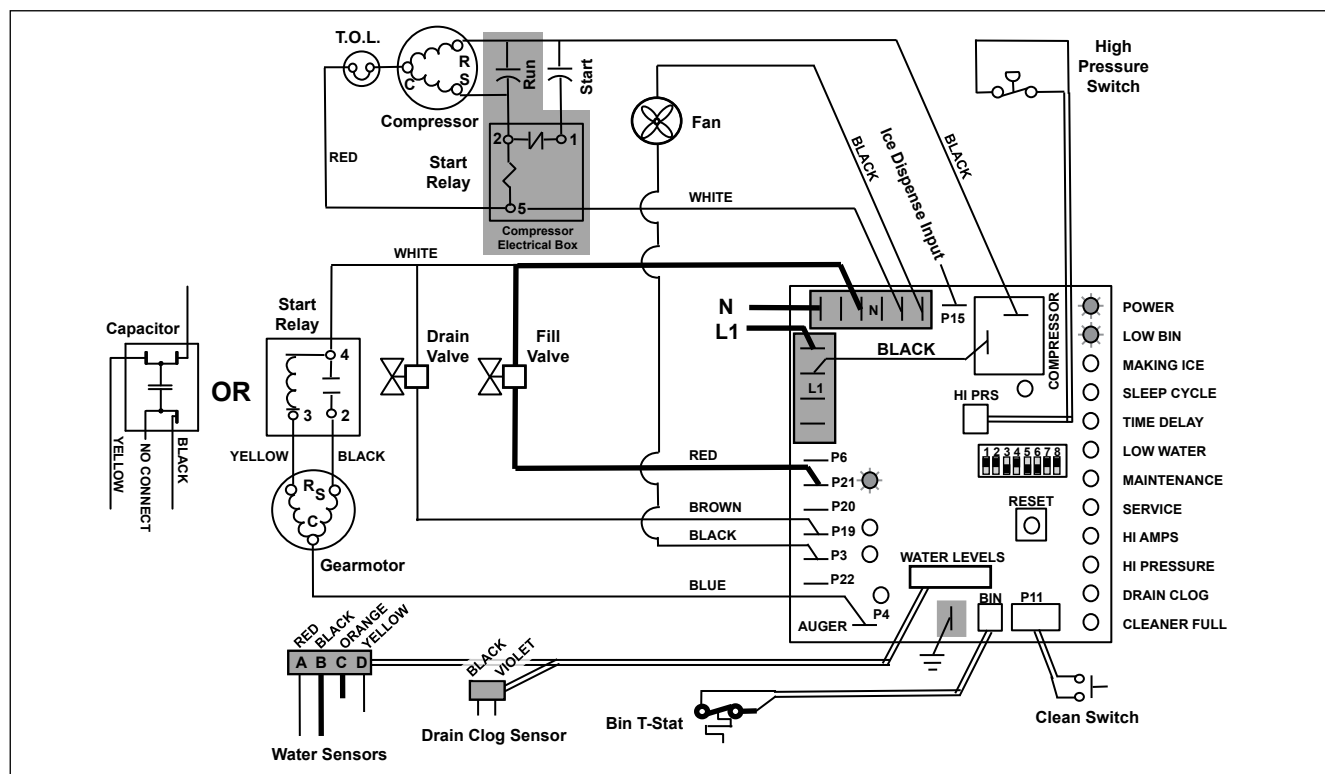 T.O.L.
R
S
C
Compressor
Run
Start
2
1
Start
Relay
5
Compressor
Electrical Box
RED
Fan
WHITE
BLACK
Ice Dispense Input
BLACK
High
Pressure
Switch
WHITE
Capacitor
YELLOW
NO CONNECT
BLACK
OR
Start
Relay
4
3
2
YELLOW
BLACK
R
S
C
Gearmotor
Drain
Valve
Fill
Valve
N
L1
N
L1
P15
BLACK
COMPRESSOR
HI PRS
1 2 3 4 5 6 7 8
RESET
POWER
LOW BIN
MAKING ICE
SLEEP CYCLE
TIME DELAY
LOW WATER
MAINTENANCE
SERVICE
HI AMPS
HI PRESSURE
DRAIN CLOG
CLEANER FULL
RED
BROWN
BLACK
BLUE
P6
P21
P20
P19
P3
P22
P4
AUGER
WATER LEVELS
BIN
P11
RED
BLACK
ORANGE
YELLOW
A B C D
Water Sensors
BLACK
VIOLET
Drain Clog Sensor
Bin T-Stat
Clean Switch